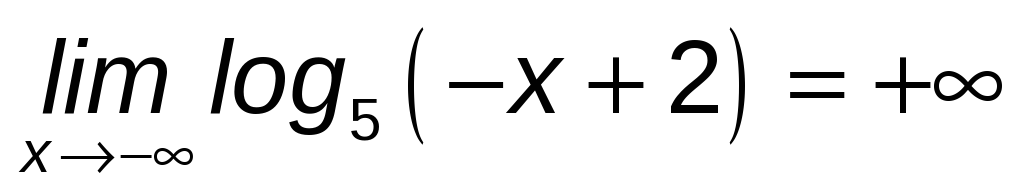 lim log₅ (−x + 2) = +∞
x→−∞